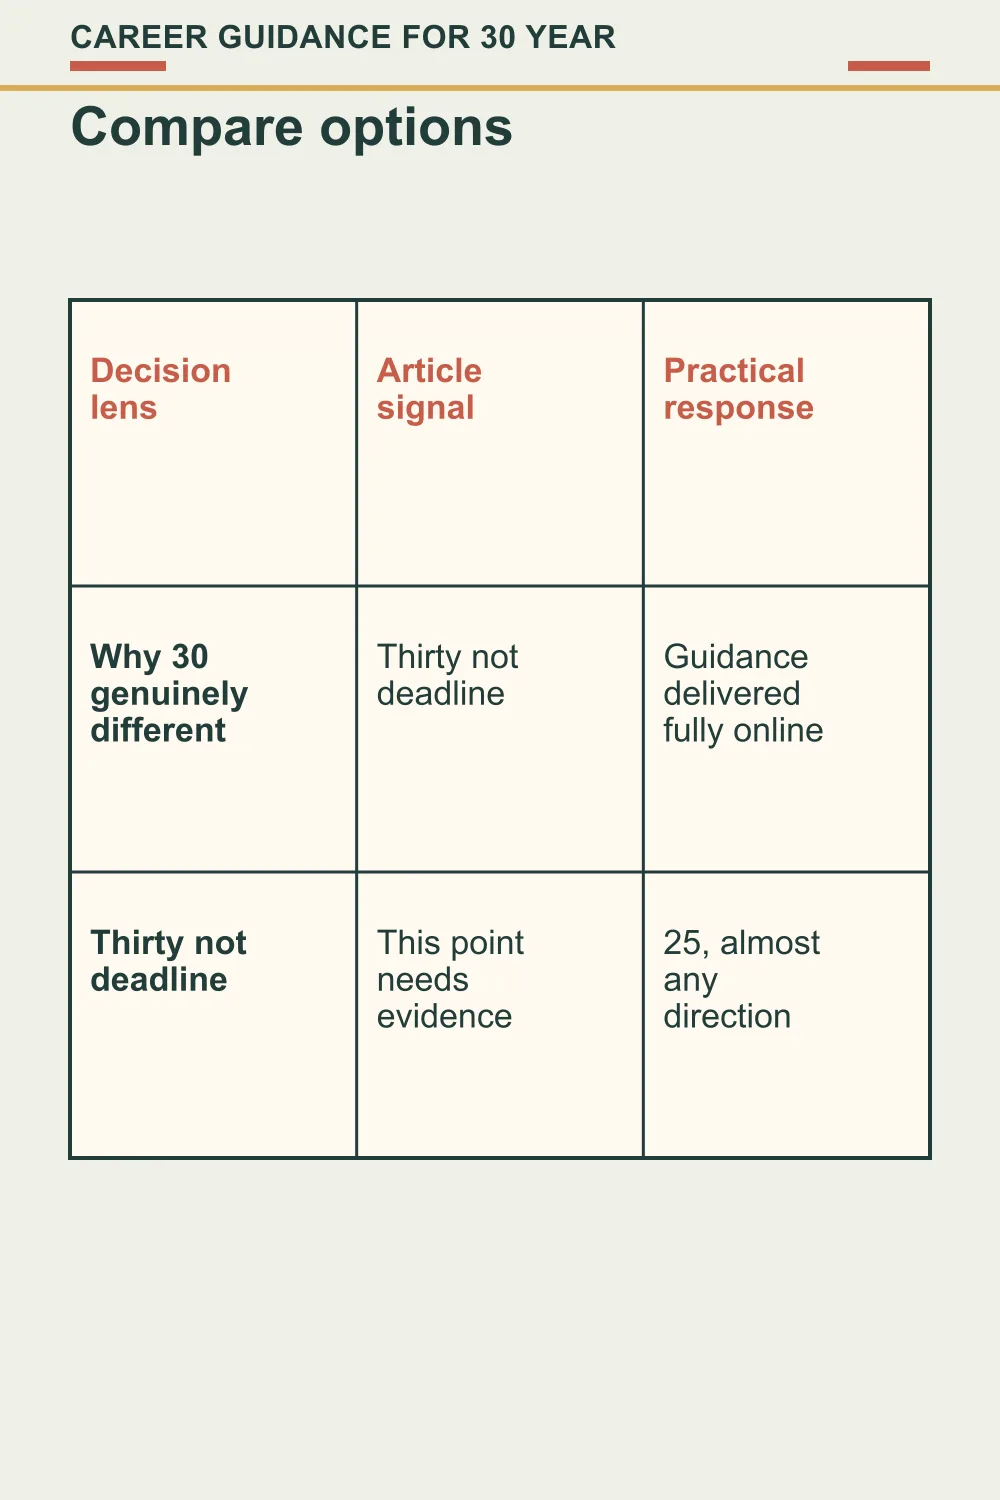 CAREER GUIDANCE FOR 30 YEAR
Compare options
Decision
lens
Article
signal
Practical
response
Why 30
genuinely
different
Thirty not
deadline
Guidance
delivered
fully online
Thirty not
deadline
This point
needs
evidence
25, almost
any
direction